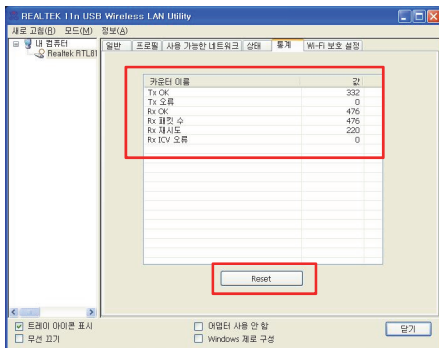 REALTEK 11n USB Wireless LAN Utility
새로 고침(R) 모드(M) 정보(A)
내 컴퓨터
Realtek RTL81
일반 프로필 사용 가능한 네트워크 상태 통계 Wi-Fi 보호 설정
카운터 이름 값
Tx OK 332
Tx 오류 0
Rx OK 476
Rx 패킷 수 476
Rx 재시도 220
Rx ICV 오류 0
Reset
트레이 아이콘 표시 어댑터 사용 안 함 닫기
무선 끄기 Windows 제로 구성